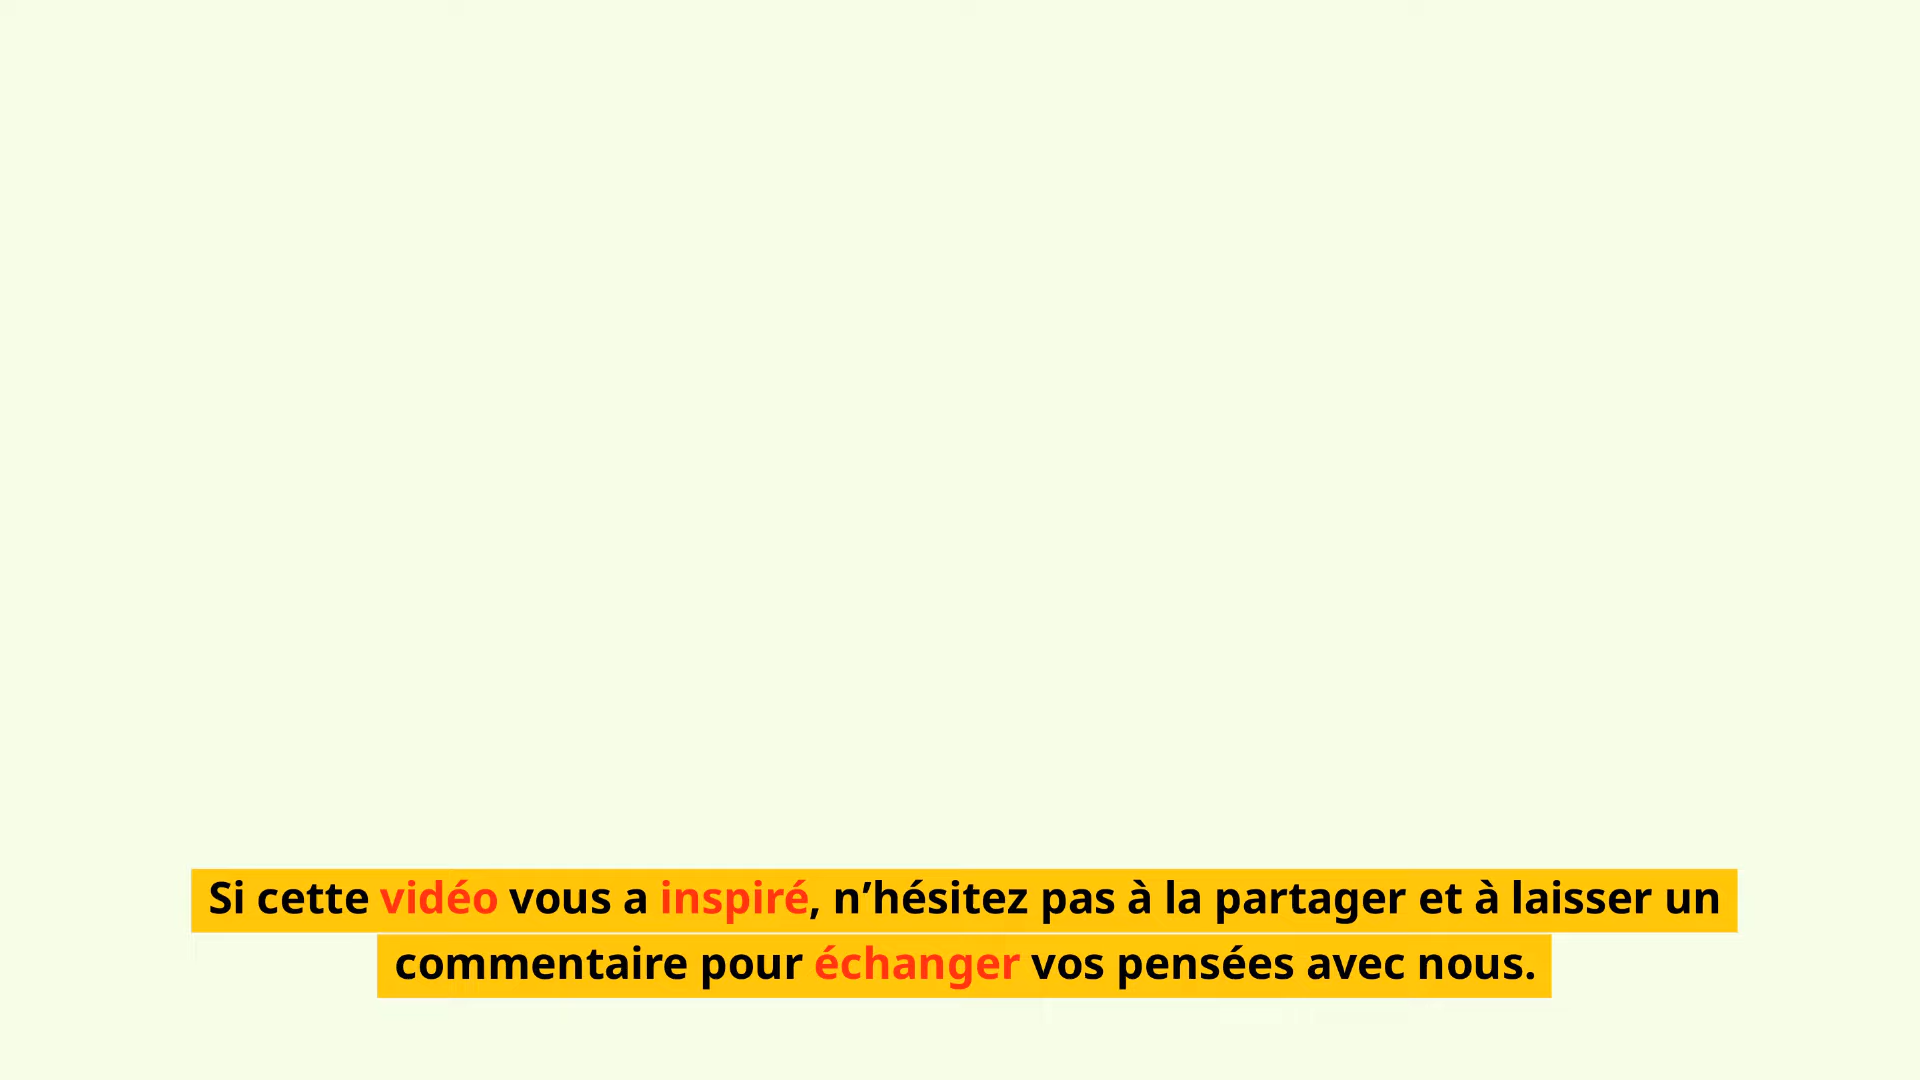 Si cette vidéo vous a inspiré, n’hésitez pas à la partager et à laisser un
commentaire pour échanger vos pensées avec nous.